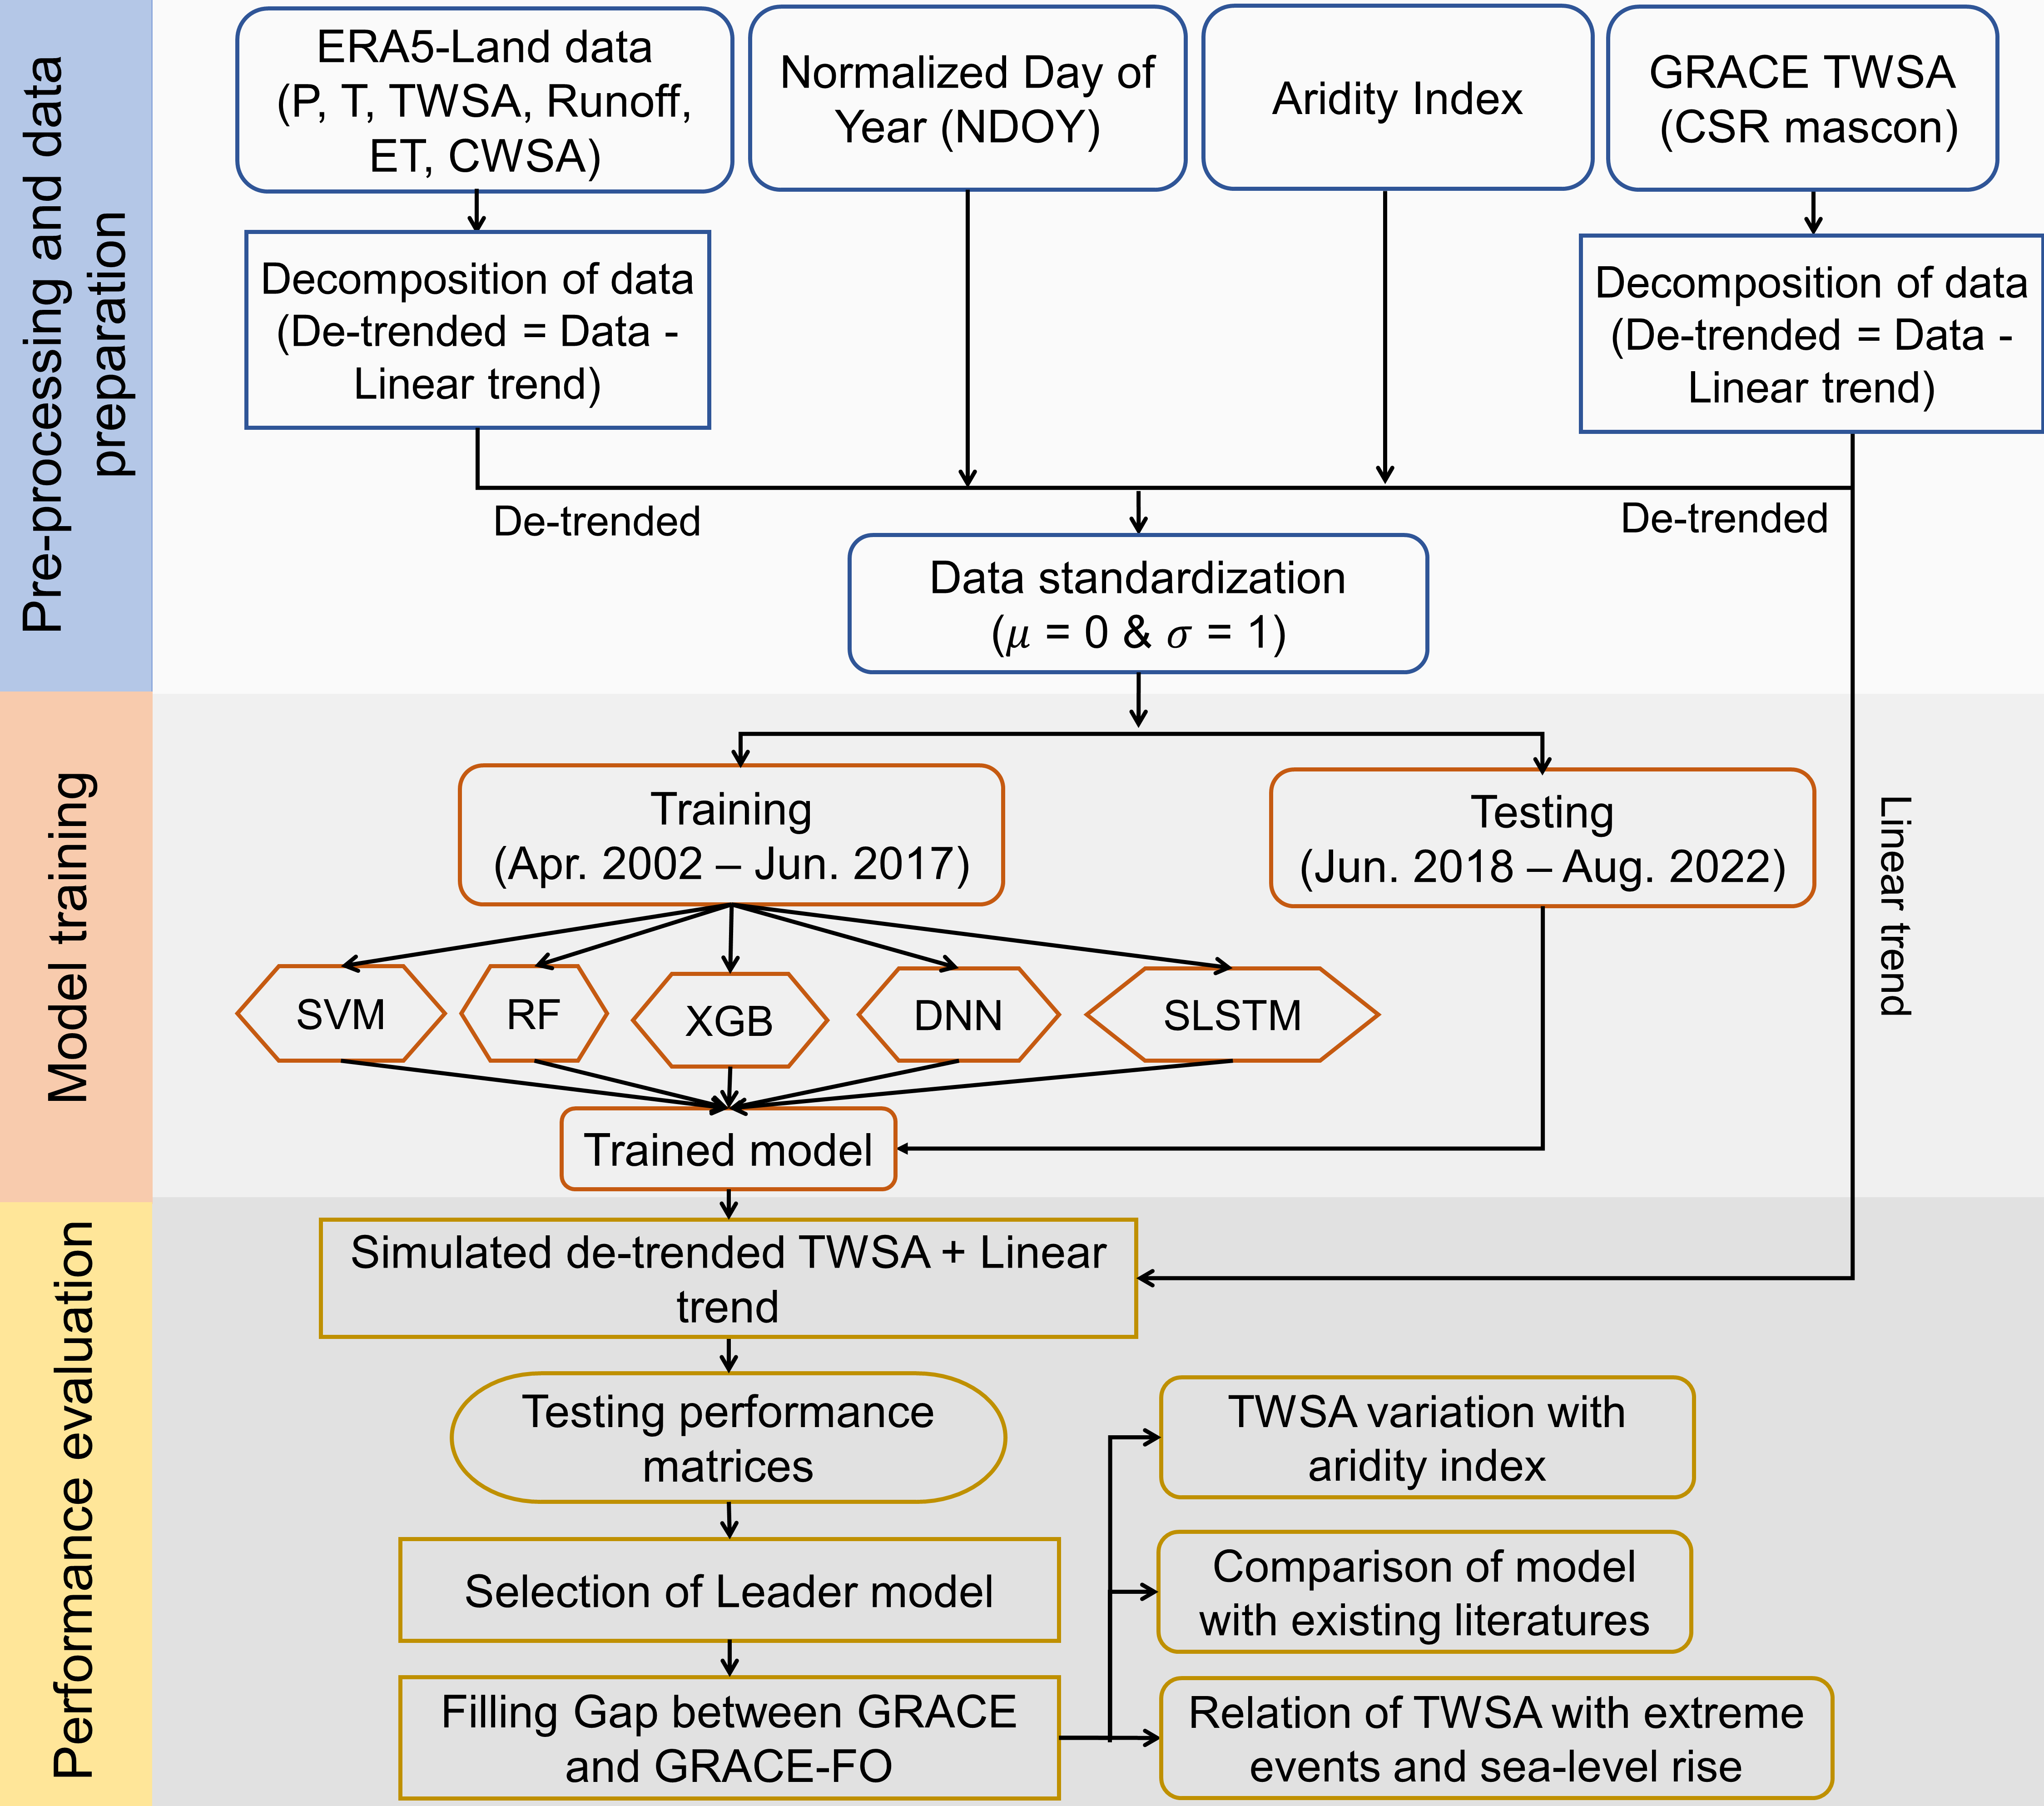 Pre-processing and data
preparation
ERA5-Land data
(P, T, TWSA, Runoff,
ET, CWSA)
Normalized Day of
Year (NDOY)
Aridity Index
GRACE TWSA
(CSR mascon)
Decomposition of data
(De-trended = Data -
Linear trend)
Decomposition of data
(De-trended = Data -
Linear trend)
De-trended
De-trended
Data standardization
(μ = 0 & σ = 1)
Linear trend
Model training
Training
(Apr. 2002 – Jun. 2017)
Testing
(Jun. 2018 – Aug. 2022)
SVM
RF
XGB
DNN
SLSTM
Trained model
Performance evaluation
Simulated de-trended TWSA + Linear
trend
Testing performance
matrices
Selection of Leader model
Filling Gap between GRACE
and GRACE-FO
TWSA variation with
aridity index
Comparison of model
with existing literatures
Relation of TWSA with extreme
events and sea-level rise